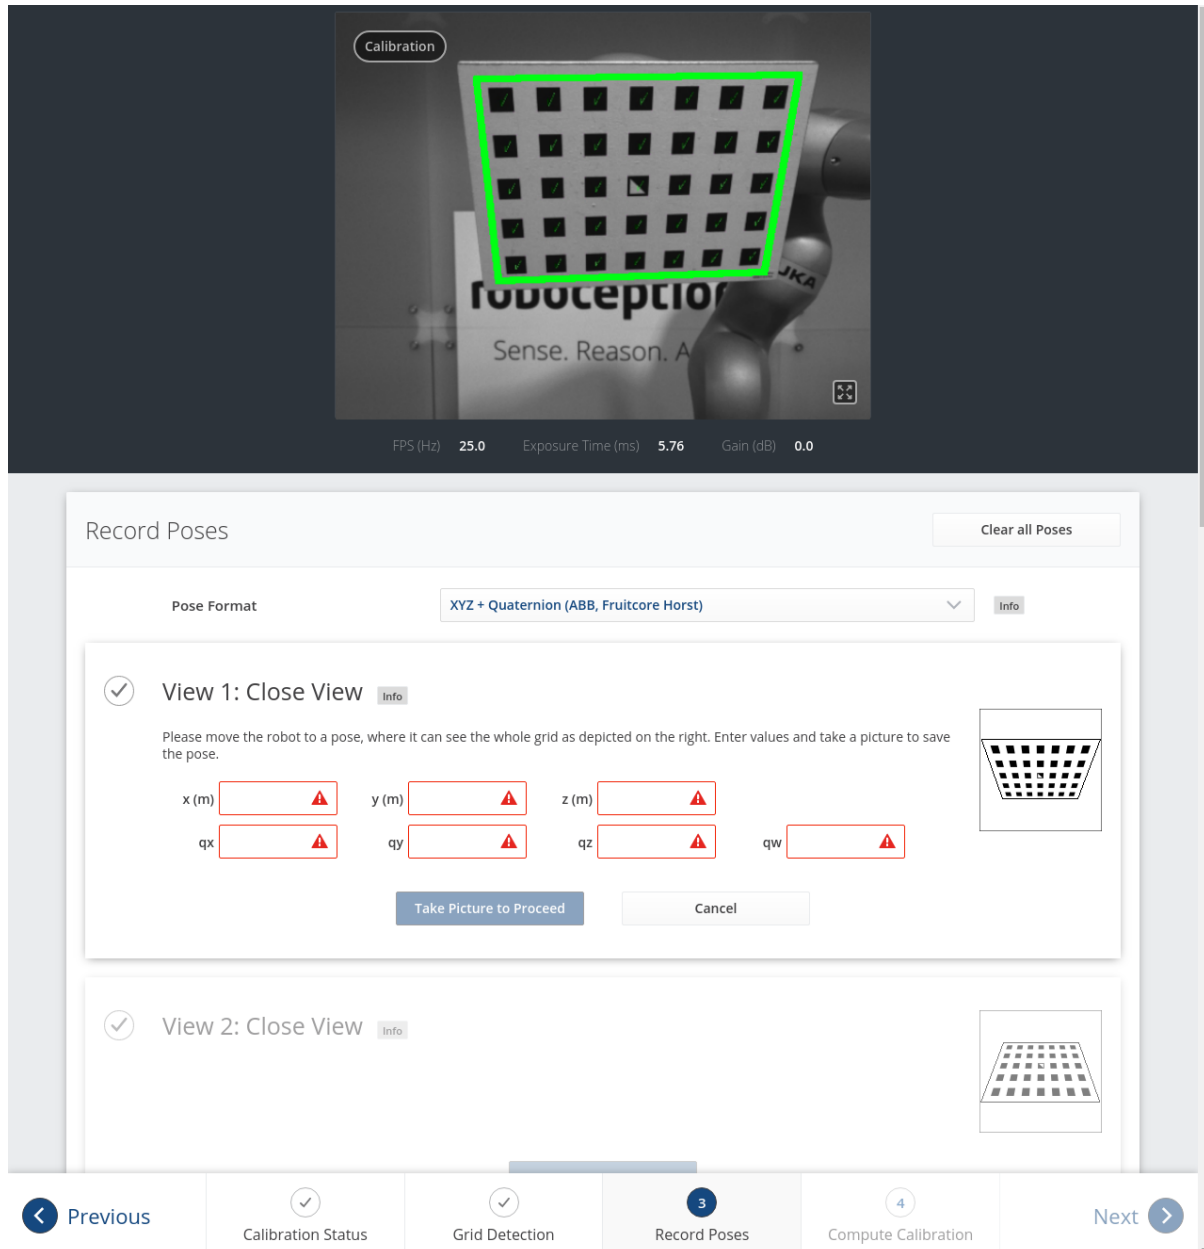 Calibration
roboception
Sense. Reason. A
KUKA
FPS (Hz) 25.0 Exposure Time (ms) 5.76 Gain (dB) 0.0
Record Poses
Clear all Poses
Pose Format
XYZ + Quaternion (ABB, Fruitcore Horst)
Info
View 1: Close View Info
Please move the robot to a pose, where it can see the whole grid as depicted on the right. Enter values and take a picture to save
the pose.
x (m) y (m) z (m)
qx qy qz qw
Take Picture to Proceed
Cancel
View 2: Close View Info
Previous
Calibration Status
Grid Detection
3
Record Poses
4
Compute Calibration
Next